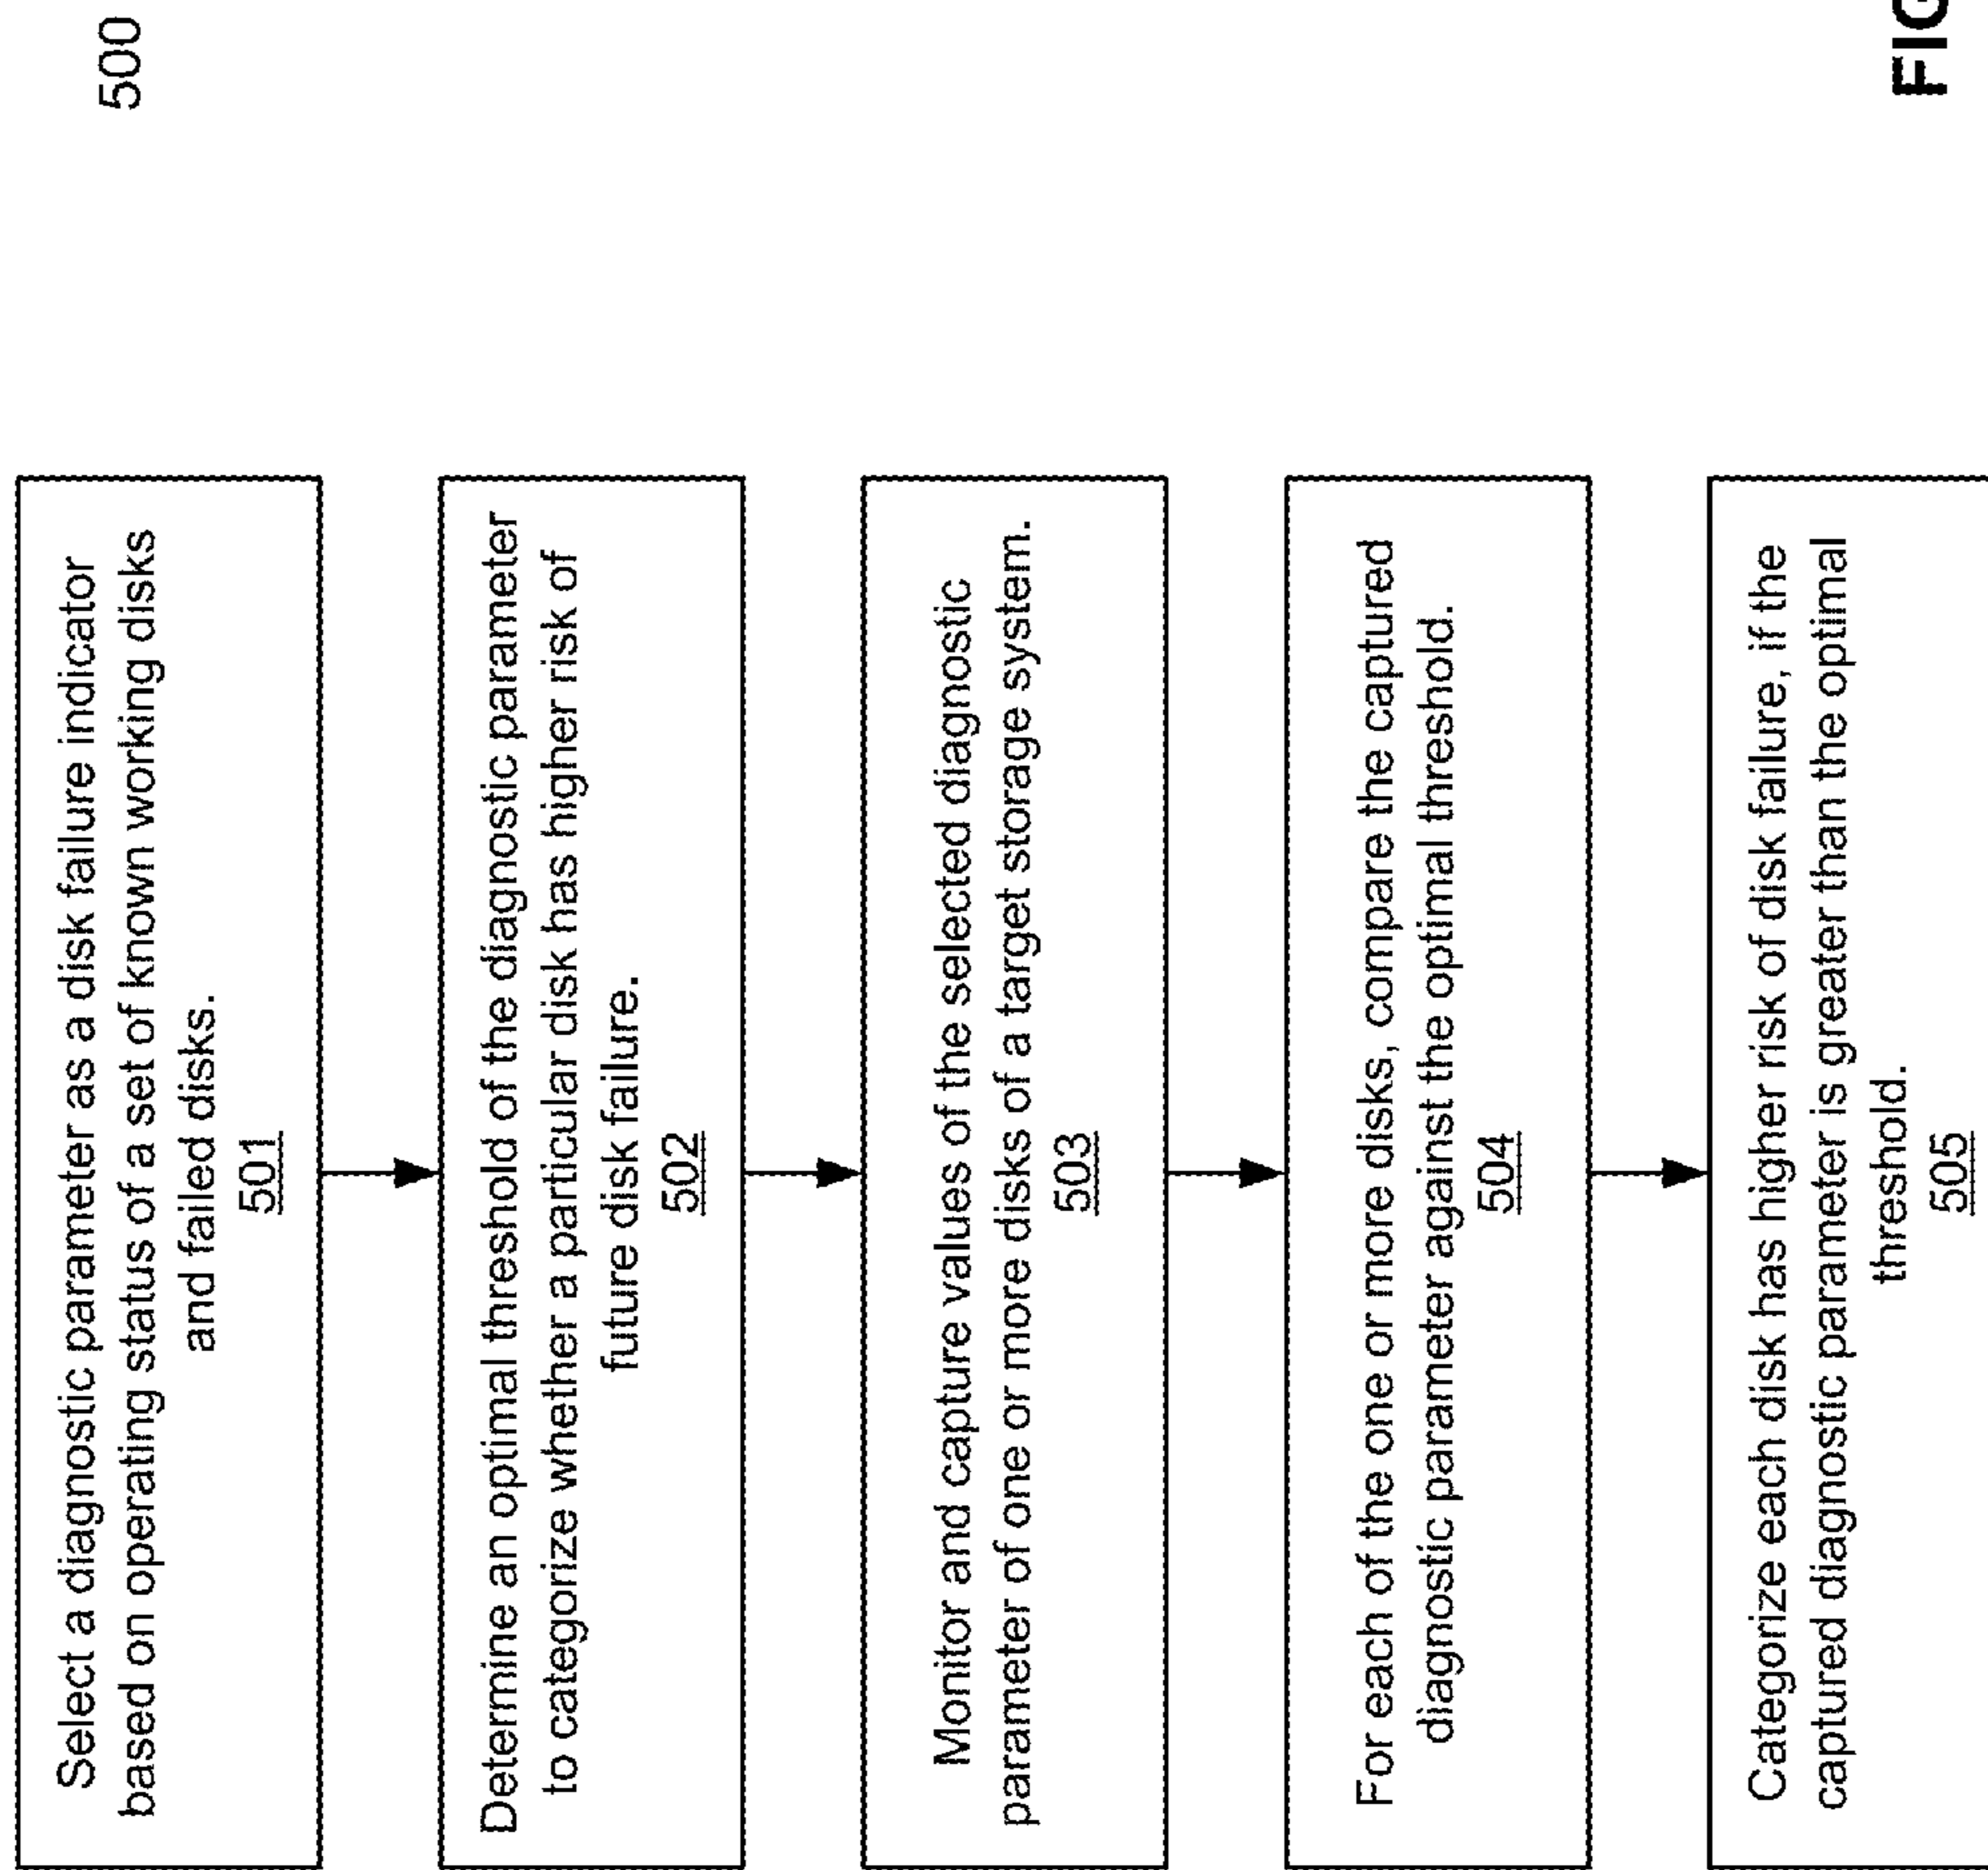 500
Select a diagnostic parameter as a disk failure indicator
based on operating status of a set of known working disks
and failed disks.
501
Determine an optimal threshold of the diagnostic parameter
to categorize whether a particular disk has higher risk of
future disk failure.
502
Monitor and capture values of the selected diagnostic
parameter of one or more disks of a target storage system.
503
For each of the one or more disks, compare the captured
diagnostic parameter against the optimal threshold.
504
Categorize each disk has higher risk of disk failure, if the
captured diagnostic parameter is greater than the optimal
threshold.
505